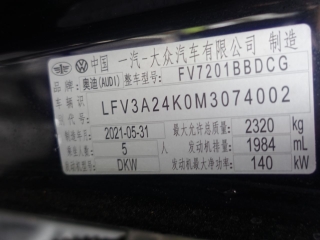 中国 一汽-大众汽车有限公司 制造
品牌 奥迪(AUDI) 整车型号: FV7201BBDCG
车辆识别代号 LFV3A24K0M3074002
制造年月: 2021-05-31 最大允许总质量: 2320 kg
乘坐人数: 5 人 发动机排量: 1984 mL
发动机型号: DKW 发动机最大净功率: 140 kW